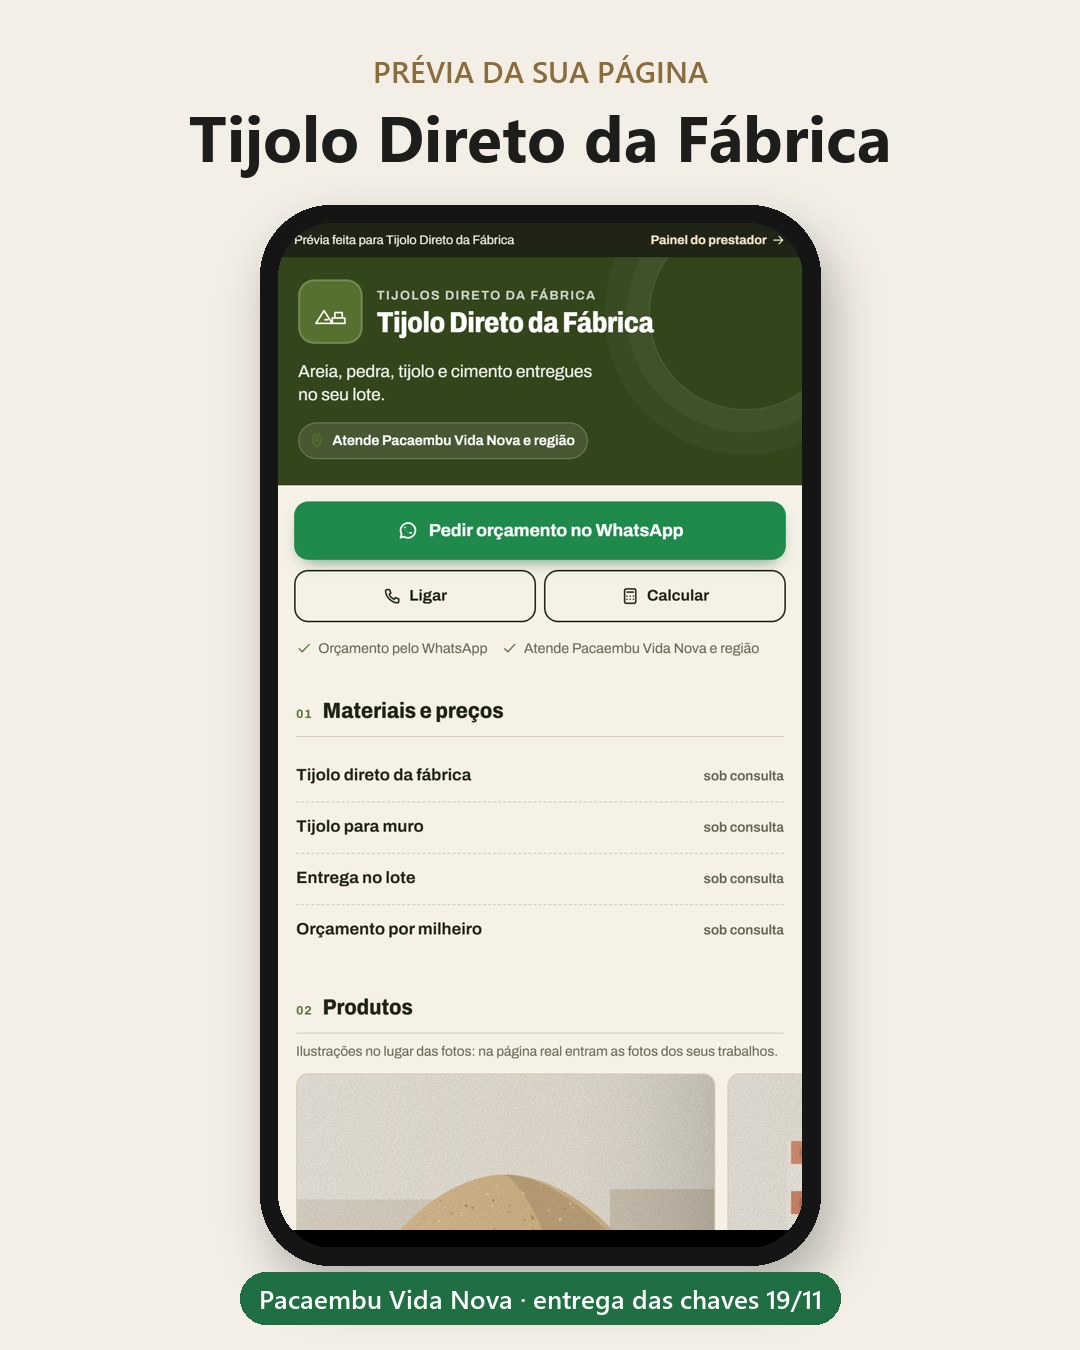 PRÉVIA DA SUA PÁGINA
Tijolo Direto da Fábrica
Prévia feita para Tijolo Direto da Fábrica
Painel do prestador →
TIJOLOS DIRETO DA FÁBRICA
Tijolo Direto da Fábrica
Areia, pedra, tijolo e cimento entregues
no seu lote.
Atende Pacaembu Vida Nova e região
Pedir orçamento no WhatsApp
Ligar
Calcular
Orçamento pelo WhatsApp
Atende Pacaembu Vida Nova e região
01 Materiais e preços
Tijolo direto da fábrica sob consulta
Tijolo para muro sob consulta
Entrega no lote sob consulta
Orçamento por milheiro sob consulta
02 Produtos
Ilustrações no lugar das fotos: na página real entram as fotos dos seus trabalhos.
Pacaembu Vida Nova · entrega das chaves 19/11